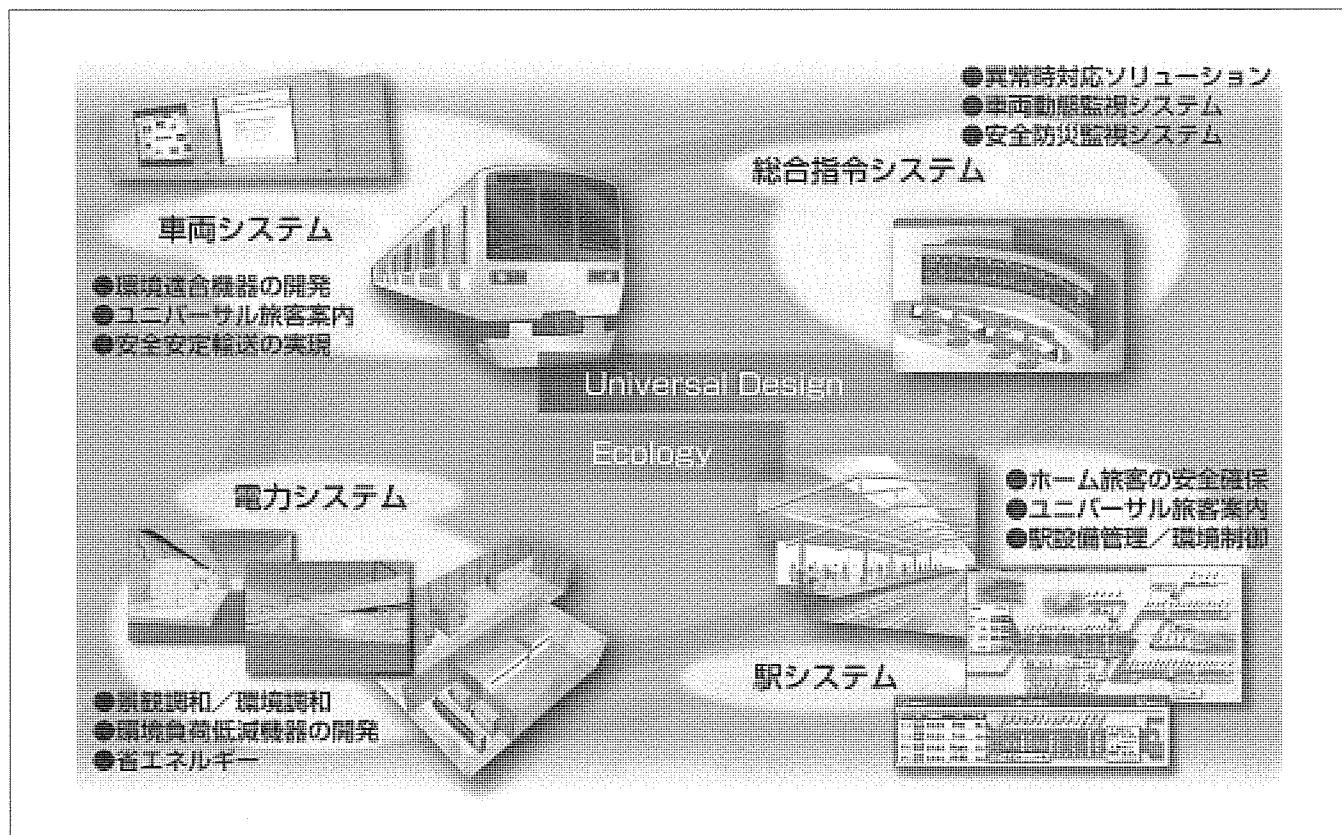 車両システム
●環境適合機器の開発
●ユニバーサル旅客案内
●安全安定輸送の実現
●異常時対応ソリューション
●車両動態監視システム
●安全防災監視システム
総合指令システム
Universal Design
Ecology
電力システム
●景観調和／環境調和
●環境負荷低減機器の開発
●省エネルギー
●ホーム旅客の安全確保
●ユニバーサル旅客案内
●駅設備管理／環境制御
駅システム